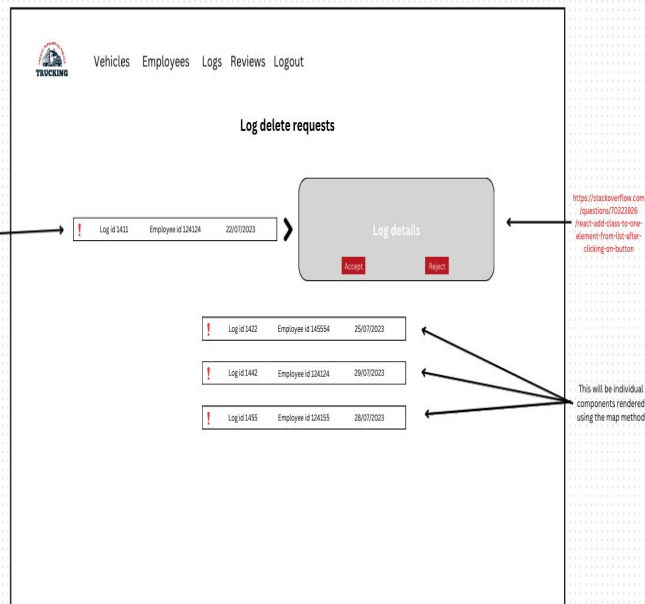 TRUCKING
Vehicles Employees Logs Reviews Logout
Log delete requests
! Log id 1411 Employee id 124124 22/07/2023
Log details
Accept Reject
https://stackoverflow.com
/questions/70323926
/react-add-class-to-one-
element-from-list-after-
clicking-on-button
! Log id 1422 Employee id 145554 25/07/2023
! Log id 1442 Employee id 124124 29/07/2023
! Log id 1455 Employee id 124155 28/07/2023
This will be individual
components rendered
using the map method